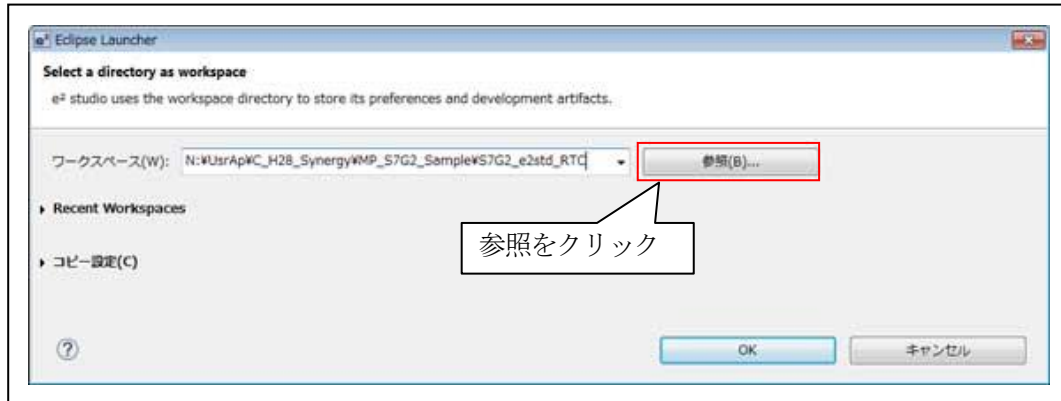 e² Eclipse Launcher
Select a directory as workspace
e² studio uses the workspace directory to store its preferences and development artifacts.
ワークスペース(W): N:¥UsrAp¥C_H28_Synergy¥MP_S7G2_Sample¥S7G2_e2std_RTC 参照(B)...
Recent Workspaces
参照をクリック
コピー設定(C)
? OK キャンセル